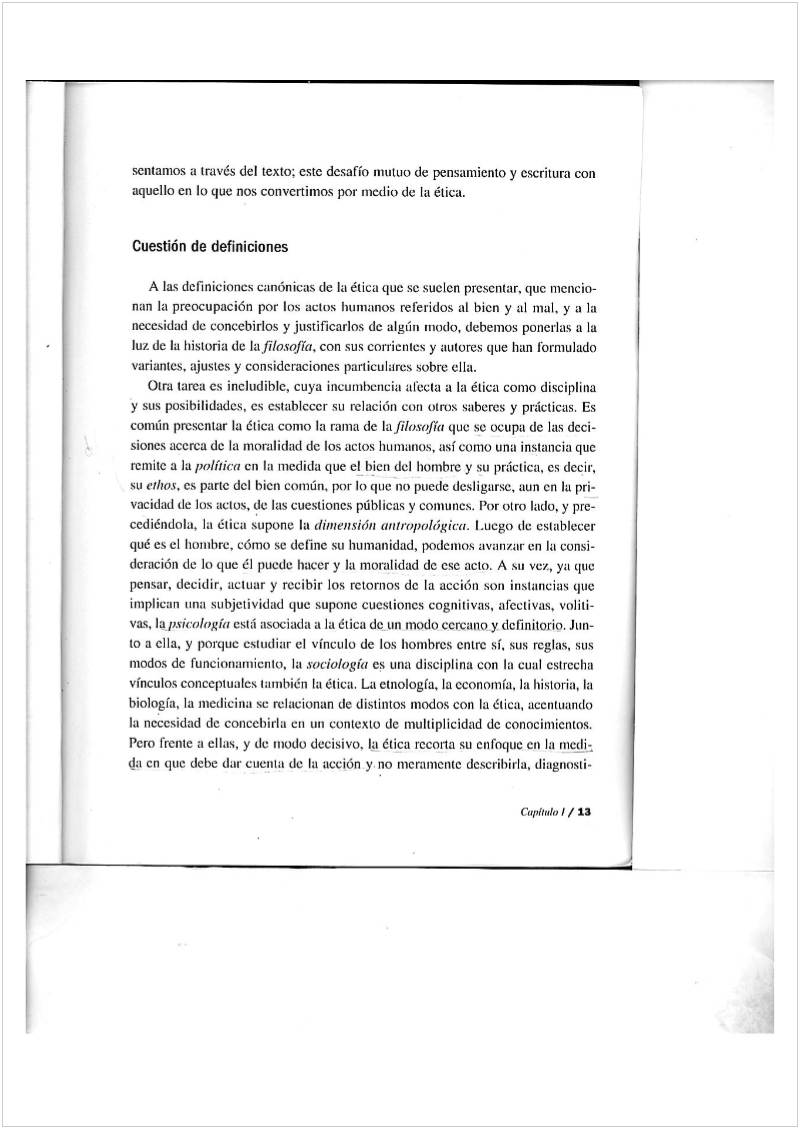 sentamos a través del texto; este desafío mutuo de pensamiento y escritura con
aquello en lo que nos convertimos por medio de la ética.
Cuestión de definiciones
A las definiciones canónicas de la ética que se suelen presentar, que mencio-
nan la preocupación por los actos humanos referidos al bien y al mal, y a la
necesidad de concebirlos y justificarlos de algún modo, debemos ponerlas a la
luz de la historia de la filosofía, con sus corrientes y autores que han formulado
variantes, ajustes y consideraciones particulares sobre ella.
Otra tarea es ineludible, cuya incumbencia afecta a la ética como disciplina
y sus posibilidades, es establecer su relación con otros saberes y prácticas. Es
común presentar la ética como la rama de la filosofía que se ocupa de las deci-
siones acerca de la moralidad de los actos humanos, así como una instancia que
remite a la política en la medida que el bien del hombre y su práctica, es decir,
su ethos, es parte del bien común, por lo que no puede desligarse, aun en la pri-
vacidad de los actos, de las cuestiones públicas y comunes. Por otro lado, y pre-
cediéndola, la ética supone la dimensión antropológica. Luego de establecer
qué es el hombre, cómo se define su humanidad, podemos avanzar en la consi-
deración de lo que él puede hacer y la moralidad de ese acto. A su vez, ya que
pensar, decidir, actuar y recibir los retornos de la acción son instancias que
implican una subjetividad que supone cuestiones cognitivas, afectivas, voliti-
vas, la psicología está asociada a la ética de un modo cercano y definitorio. Jun-
to a ella, y porque estudiar el vínculo de los hombres entre sí, sus reglas, sus
modos de funcionamiento, la sociología es una disciplina con la cual estrecha
vínculos conceptuales también la ética. La etnología, la economía, la historia, la
biología, la medicina se relacionan de distintos modos con la ética, acentuando
la necesidad de concebirla en un contexto de multiplicidad de conocimientos.
Pero frente a ellas, y de modo decisivo, la ética recorta su enfoque en la medi-
da en que debe dar cuenta de la acción y no meramente describirla, diagnosti-
Capítulo I / 13